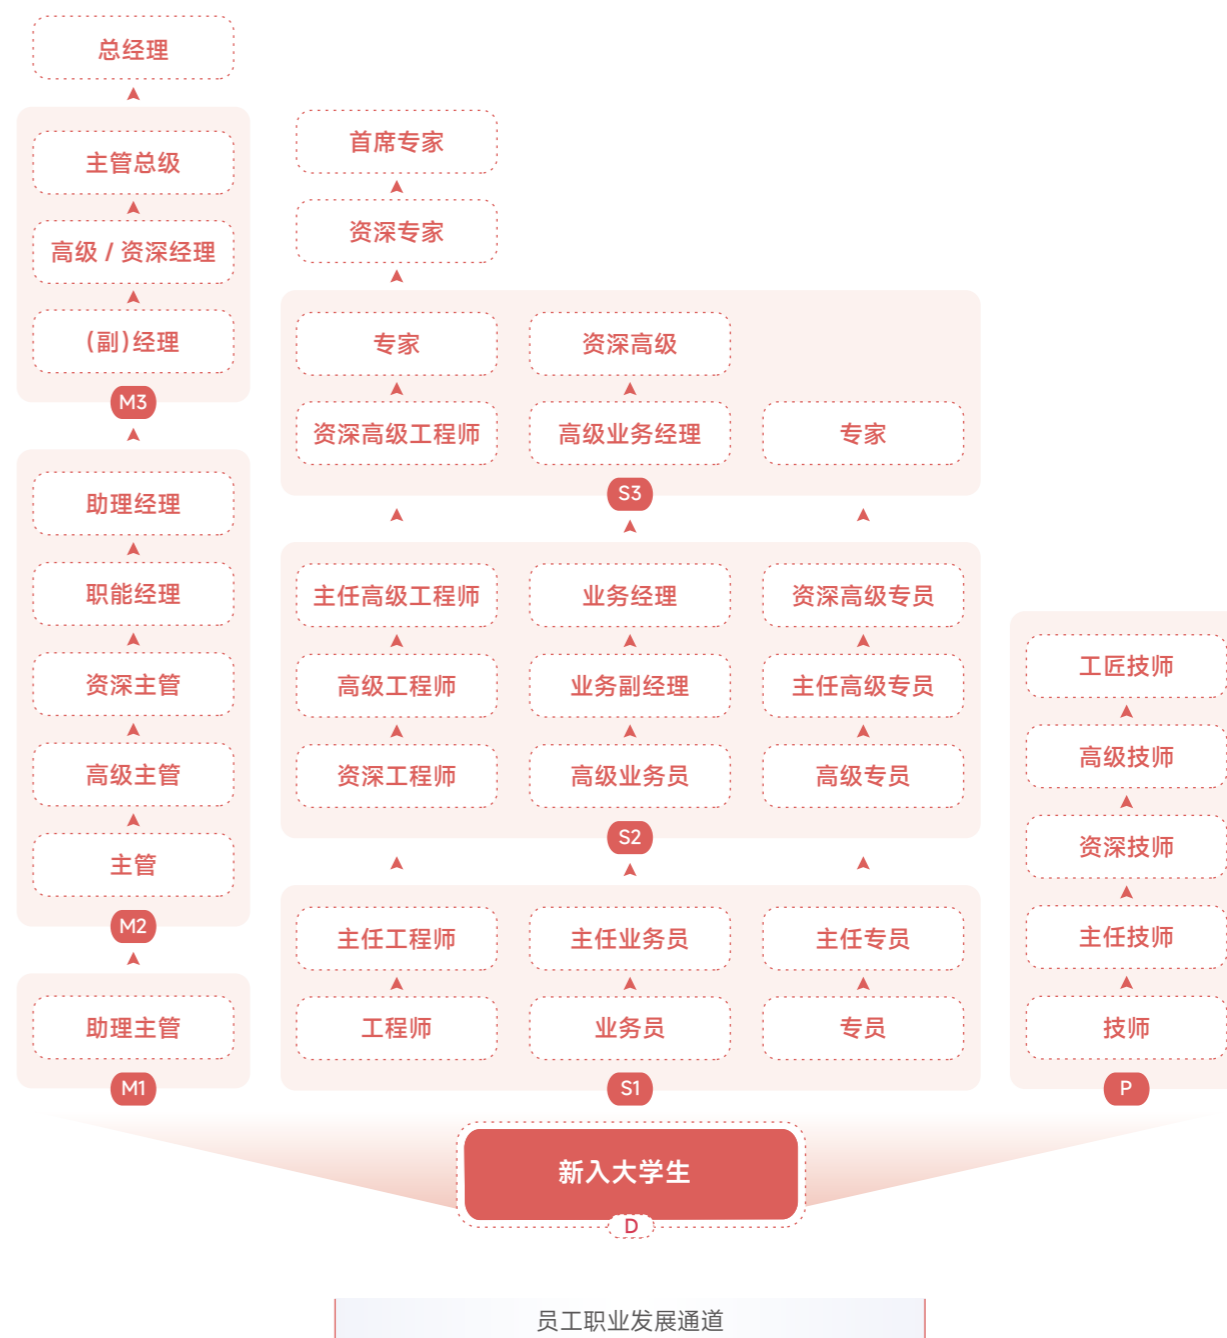 总经理
主管总级
高级 / 资深经理
(副)经理
M3
助理经理
职能经理
资深主管
高级主管
主管
M2
助理主管
M1
首席专家
资深专家
专家
资深高级
资深高级工程师
高级业务经理
专家
S3
主任高级工程师
业务经理
资深高级专员
高级工程师
业务副经理
主任高级专员
资深工程师
高级业务员
高级专员
S2
主任工程师
主任业务员
主任专员
工程师
业务员
专员
S1
工匠技师
高级技师
资深技师
主任技师
技师
P
新入大学生
D
员工职业发展通道